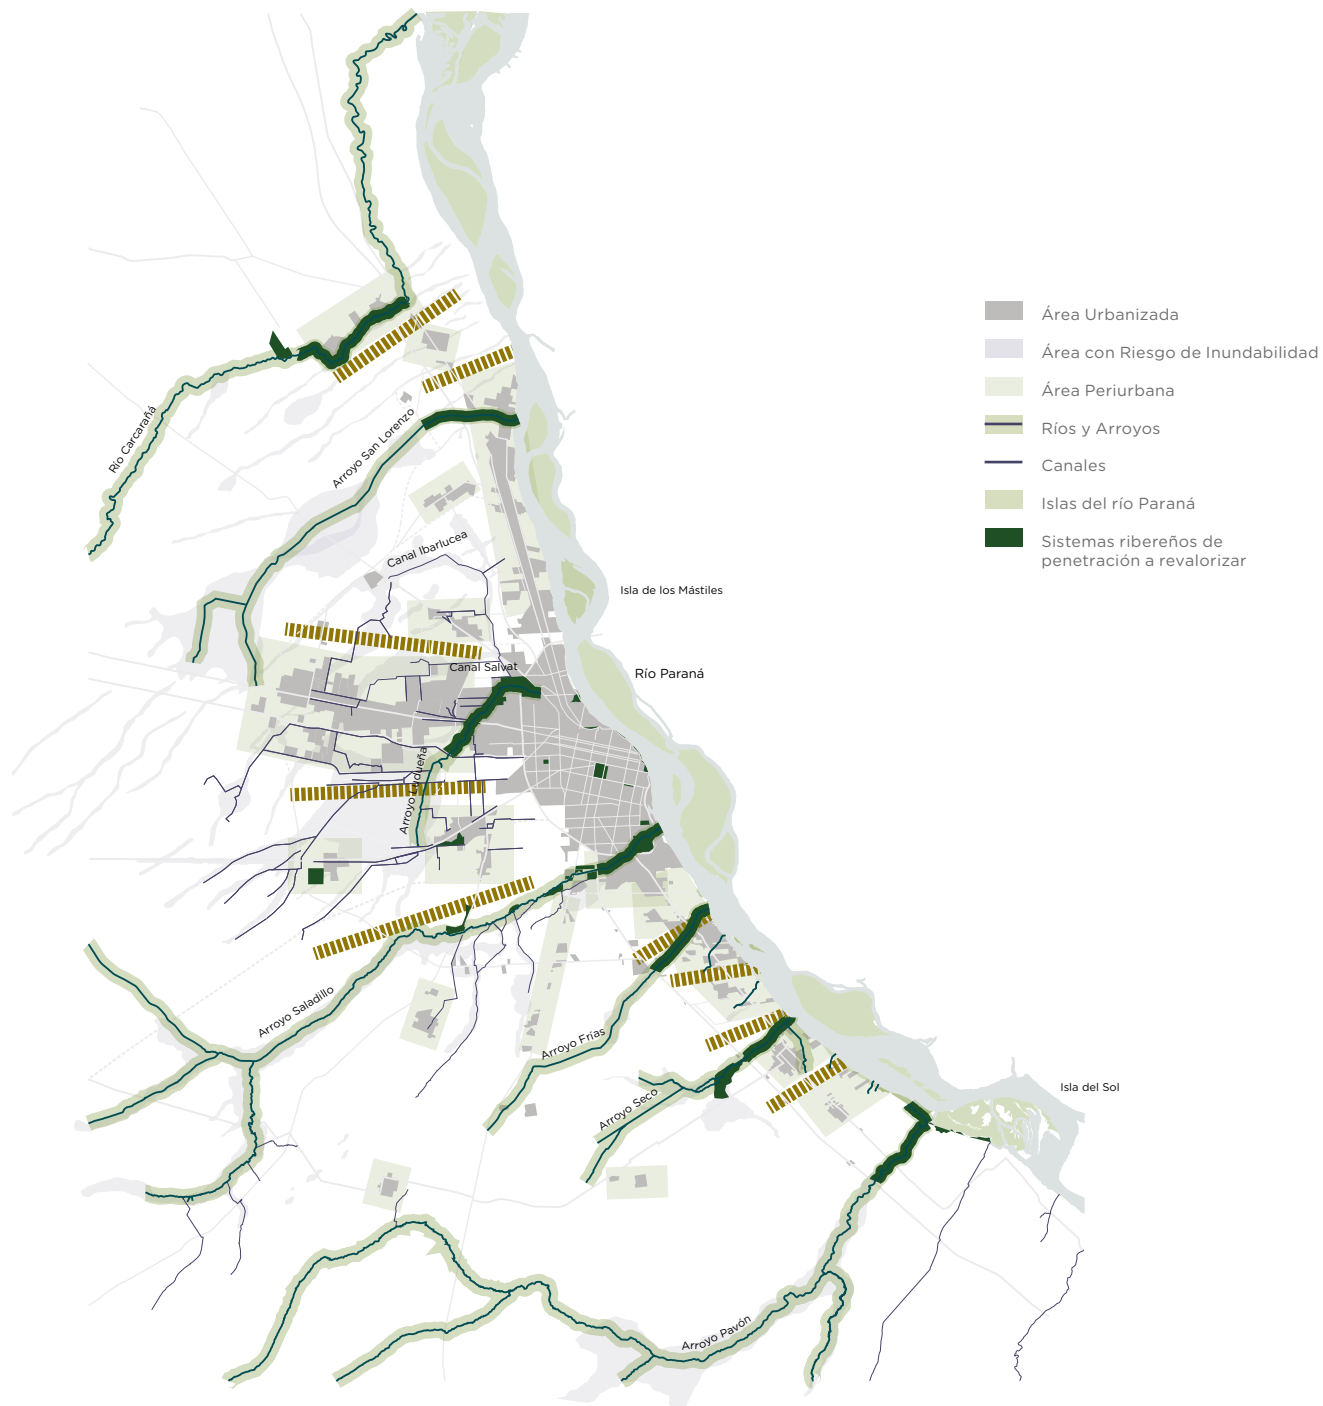 Río Carcarañá
Arroyo San Lorenzo
Canal Ibarlucea
Isla de los Mástiles
Canal Salvat
Río Paraná
Arroyo Ludueña
Arroyo Saladillo
Arroyo Frías
Arroyo Seco
Isla del Sol
Arroyo Pavón
Área Urbanizada
Área con Riesgo de Inundabilidad
Área Periurbana
Ríos y Arroyos
Canales
Islas del río Paraná
Sistemas ribereños de
penetración a revalorizar